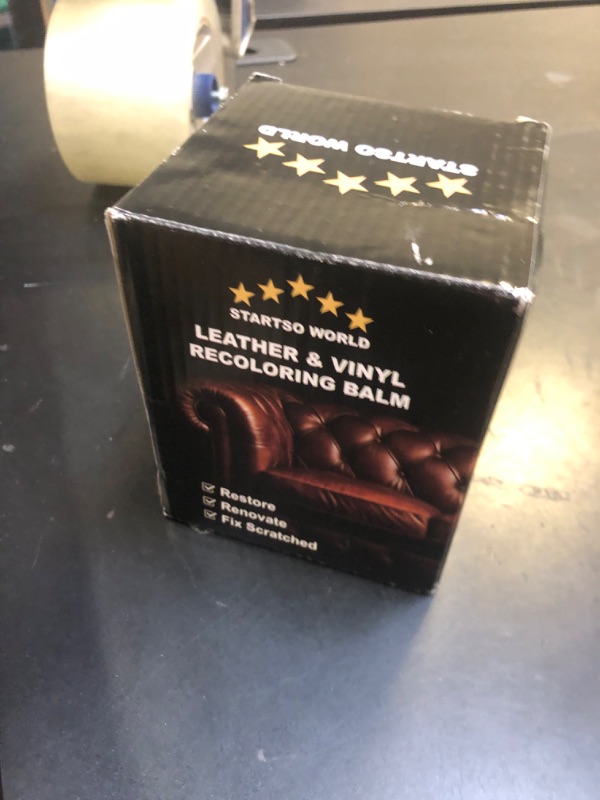 STARTSO WORLD
STARTSO WORLD
LEATHER & VINYL
RECOLORING BALM
Restore
Renovate
Fix Scratched